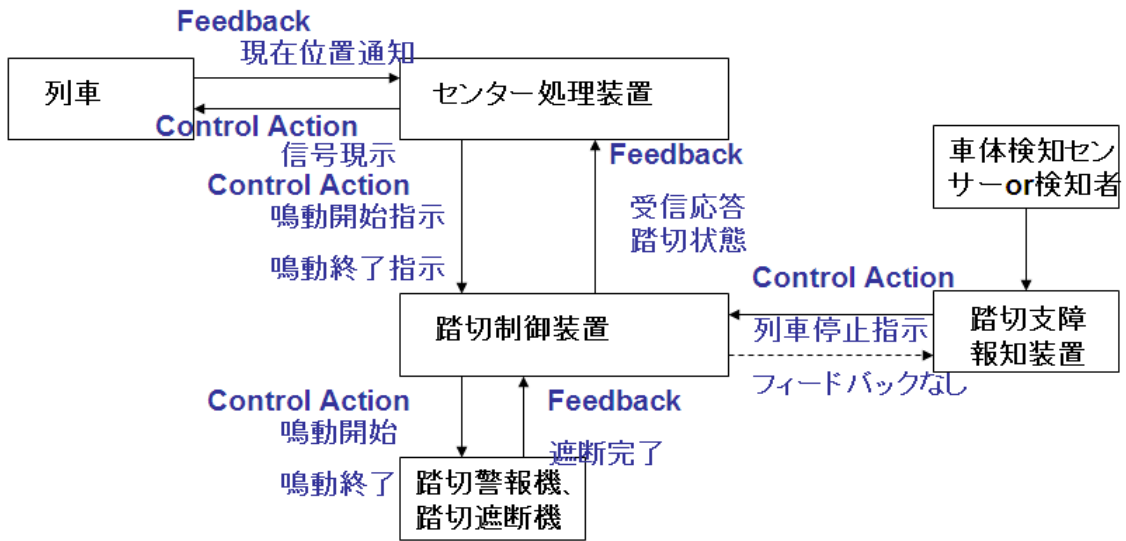 Feedback
現在位置通知
列車
センター処理装置
Control Action
信号現示
Control Action
鳴動開始指示
鳴動終了指示
Feedback
受信応答
踏切状態
車体検知セン
サーor検知者
Control Action
列車停止指示
フィードバックなし
踏切支障
報知装置
踏切制御装置
Control Action
鳴動開始
鳴動終了
Feedback
遮断完了
踏切警報機、
踏切遮断機